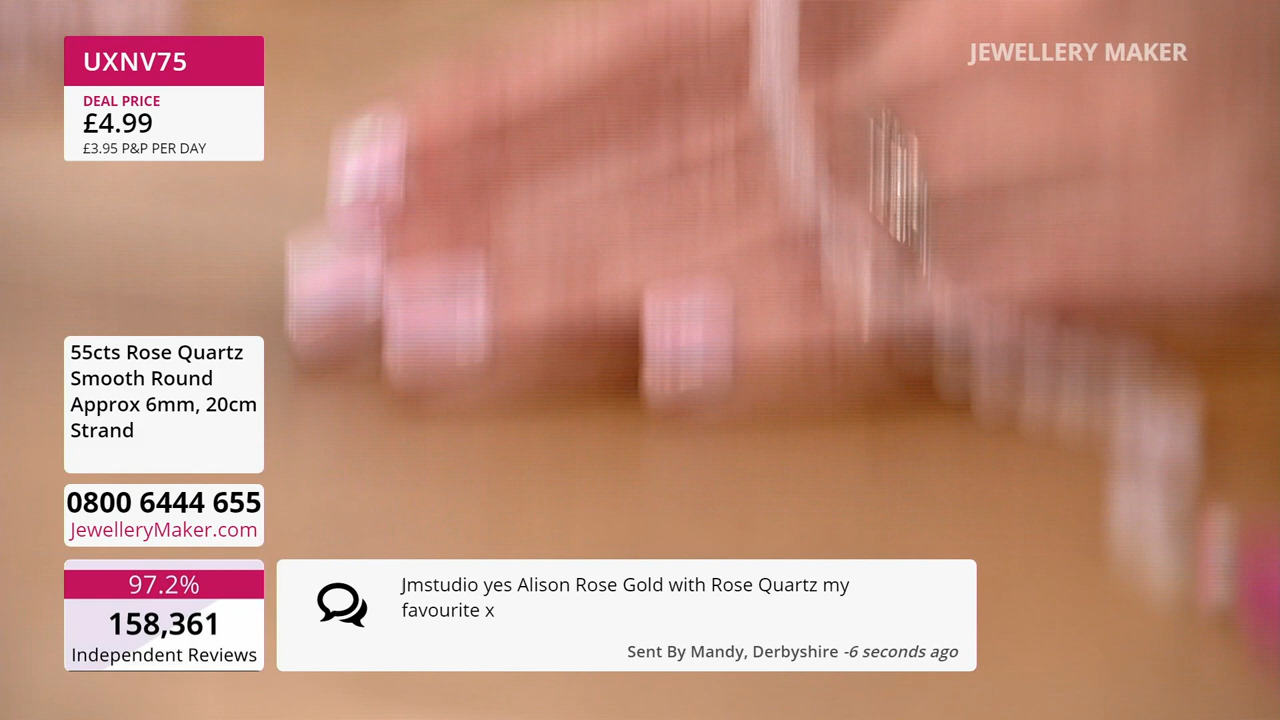 UXNV75
DEAL PRICE
£4.99
£3.95 P&P PER DAY
JEWELLERY MAKER
55cts Rose Quartz
Smooth Round
Approx 6mm, 20cm
Strand
0800 6444 655
JewelleryMaker.com
97.2%
158,361
Independent Reviews
Jmstudio yes Alison Rose Gold with Rose Quartz my
favourite x
Sent By Mandy, Derbyshire -6 seconds ago